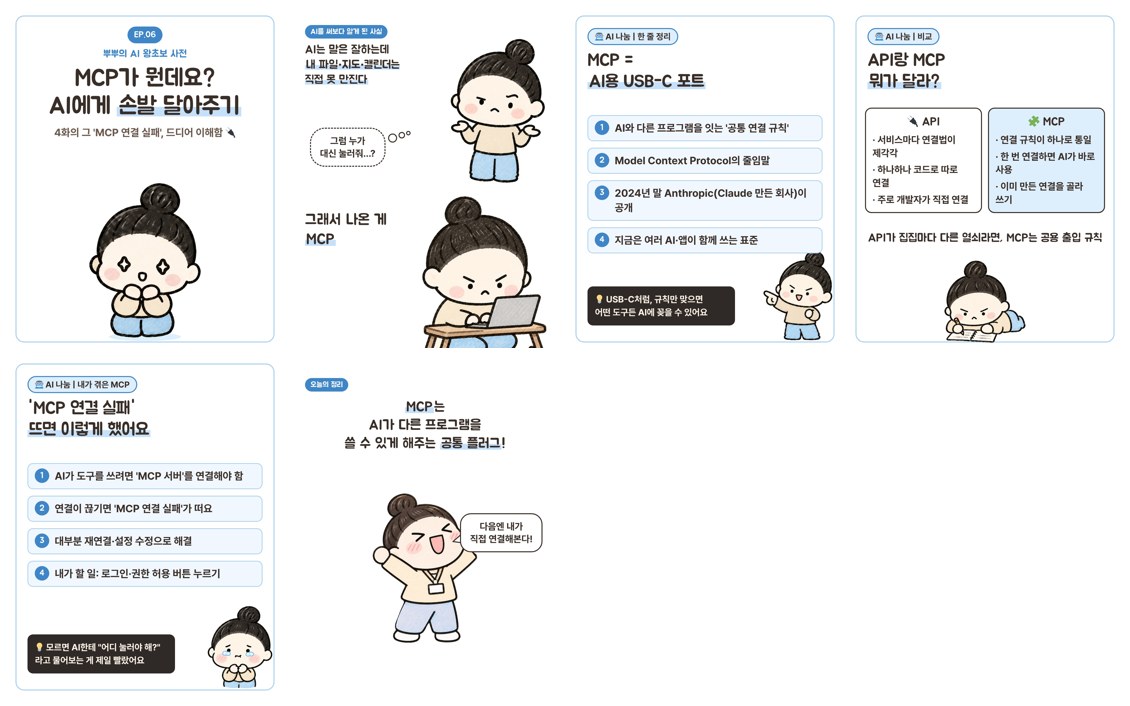 EP.06
뿌뿌의 AI 왕초보 사전
MCP가 뭔데요?
AI에게 손발 달아주기
4화의 그 'MCP 연결 실패', 드디어 이해함 🔌
AI를 써보다 알게 된 사실
AI는 말은 잘하는데
내 파일·지도·캘린더는
직접 못 만진다
그럼 누가
대신 눌러줘...?
그래서 나온 게
MCP
AI 나눔 | 한 줄 정리
MCP =
AI용 USB-C 포트
1 AI와 다른 프로그램을 잇는 '공통 연결 규칙'
2 Model Context Protocol의 줄임말
3 2024년 말 Anthropic(Claude 만든 회사)이
공개
4 지금은 여러 AI·앱이 함께 쓰는 표준
💡 USB-C처럼, 규칙만 맞으면
어떤 도구든 AI에 꽂을 수 있어요
AI 나눔 | 비교
API랑 MCP
뭐가 달라?
🔌 API
· 서비스마다 연결법이
제각각
· 하나하나 코드로 따로
연결
· 주로 개발자가 직접 연결
🧩 MCP
· 연결 규칙이 하나로 통일
· 한 번 연결하면 AI가 바로
사용
· 이미 만든 연결을 골라
쓰기
API가 집집마다 다른 열쇠라면, MCP는 공용 출입 규칙
AI 나눔 | 내가 겪은 MCP
'MCP 연결 실패'
뜨면 이렇게 했어요
1 AI가 도구를 쓰려면 'MCP 서버'를 연결해야 함
2 연결이 끊기면 'MCP 연결 실패'가 떠요
3 대부분 재연결·설정 수정으로 해결
4 내가 할 일: 로그인·권한 허용 버튼 누르기
💡 모르면 AI한테 "어디 눌러야 해?"
라고 물어보는 게 제일 빨랐어요
오늘의 정리
MCP는
AI가 다른 프로그램을
쓸 수 있게 해주는 공통 플러그!
다음엔 내가
직접 연결해본다!